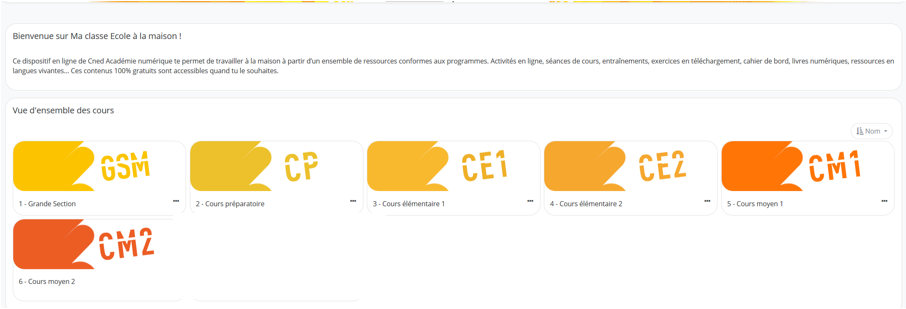 Bienvenue sur Ma classe Ecole à la maison !
Ce dispositif en ligne de Cned Académie numérique te permet de travailler à la maison à partir d'un ensemble de ressources conformes aux programmes. Activités en ligne, séances de cours, entraînements, exercices en téléchargement, cahier de bord, livres numériques, ressources en
langues vivantes... Ces contenus 100% gratuits sont accessibles quand tu le souhaites.
Vue d'ensemble des cours
Nom
GSM
CP
CE1
CE2
CM1
1 - Grande Section
2 - Cours préparatoire
3 - Cours élémentaire 1
4 - Cours élémentaire 2
5 - Cours moyen 1
CM2
6 - Cours moyen 2